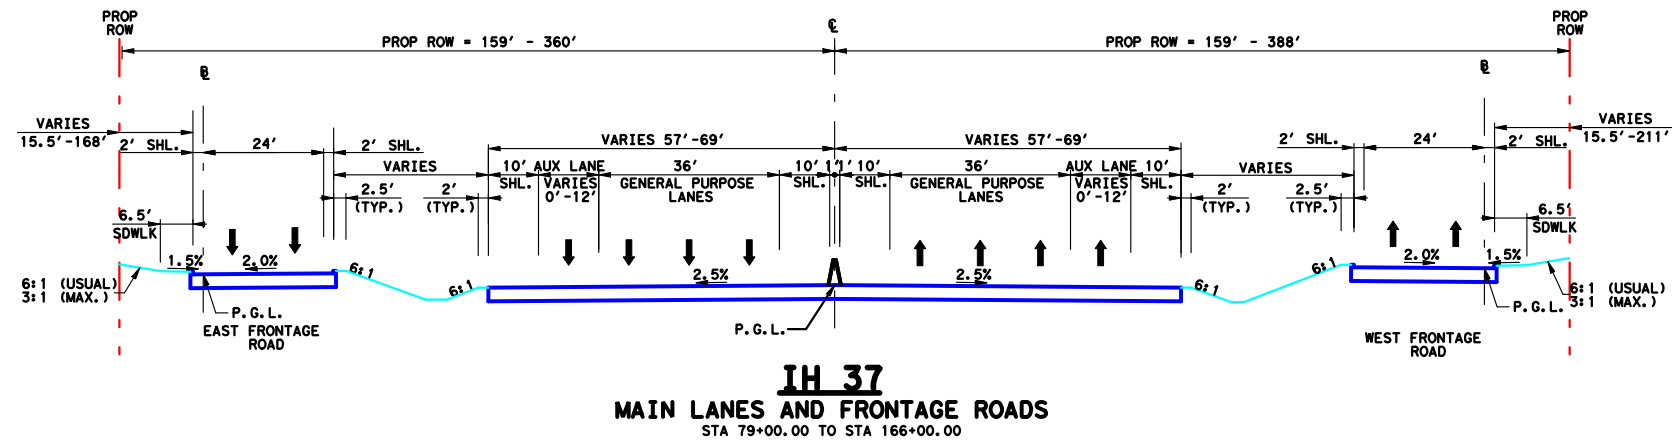 PROP
ROW
℄
PROP
ROW
PROP ROW = 159' - 360'
PROP ROW = 159' - 388'
VARIES
15.5'-168'
VARIES
15.5'-211'
2' SHL.
24'
2' SHL.
VARIES 57'-69'
VARIES 57'-69'
2' SHL.
24'
2' SHL.
VARIES
10'
SHL.
AUX LANE
VARIES
0'-12'
36'
GENERAL PURPOSE
LANES
10'
SHL.
1'
1'
10'
SHL.
36'
GENERAL PURPOSE
LANES
AUX LANE
VARIES
0'-12'
10'
SHL.
VARIES
2.5'
(TYP.)
2'
(TYP.)
2'
(TYP.)
2.5'
(TYP.)
6.5'
SDWLK
6.5'
SDWLK
1.5%
2.0%
6:1
6:1
2.5%
2.5%
6:1
6:1
2.0%
1.5%
6:1 (USUAL)
3:1 (MAX.)
6:1 (USUAL)
3:1 (MAX.)
P.G.L.
P.G.L.
P.G.L.
EAST FRONTAGE
ROAD
WEST FRONTAGE
ROAD
IH 37
MAIN LANES AND FRONTAGE ROADS
STA 79+00.00 TO STA 166+00.00